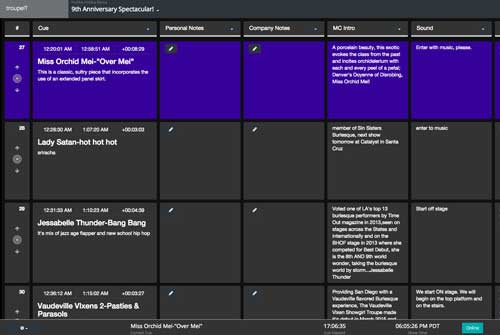 troupeIT
9th Anniversary Spectacular!
#
Cue
Personal Notes
Company Notes
MC Intro
Sound
27
12:20:01 AM
12:58:51 AM
+00:08:29
Miss Orchid Mei-"Over Mei"
This is a classic, sultry piece that incorporates the
use of an extended panel skirt.
A porcelain beauty, this exotic
evokes the class from the past
and incites orchidelerium with
each and every peel of a petal;
Denver's Doyenne of Disrobing,
Miss Orchid Mei!
Enter with music, please.
28
12:28:30 AM
1:07:20 AM
+00:03:03
Lady Satan-hot hot hot
sriracha
member of Sin Sisters
Burlesque, next show
tomorrow at Catalyst in Santa
Cruz
enter to music
29
12:31:33 AM
1:10:23 AM
+00:04:39
Jessabelle Thunder-Bang Bang
It's mix of jazz age flapper and new school hip hop
Voted one of LA's top 13
burlesque performers by Time
Out magazine in 2013,seen on
stages across the States and
internationally and on the
BHOF stage in 2013 where she
competed for Best Debut, she
is the 8th AND 9th world
wonder, taking the burlesque
world by storm...Jessabelle
Thunder
Start off stage
30
12:36:12 AM
1:15:02 AM
+00:03:27
Vaudeville Vixens 2-Pasties &
Parasols
Providing San Diego with a
Vaudeville flavored Burlesque
experience, The Vaudeville
Vixen Showgirl Troupe made
We start ON stage. We will
begin on the top platform and
on the stairs.
Miss Orchid Mei-"Over Mei"
Current Cue
17:06:35
06:05:26 PM PDT
Show Time
Online